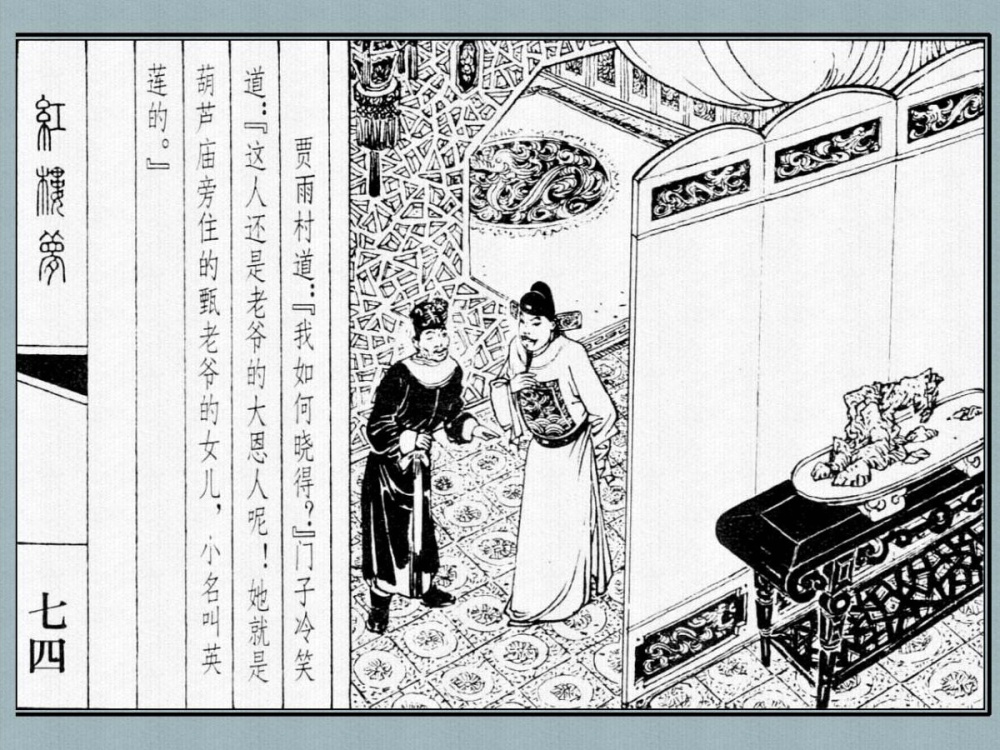 贾雨村道：『我如何晓得？』门子冷笑
道：『这人还是老爷的大恩人呢！她就是
葫芦庙旁住的甄老爷的女儿，小名叫英
莲的。』
紅樓夢
七四